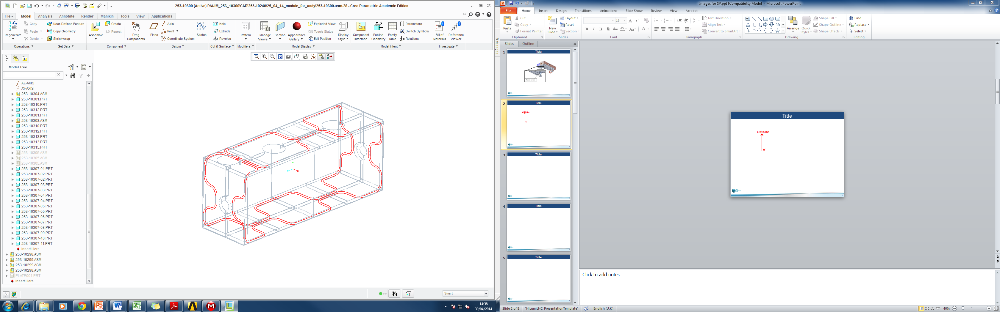 253-10300 (Active) F:\AJM_253_10300\CAD\253-10240\25_04_14_module_for_andy\253-10300.asm.28 - Creo Parametric Academic Edition
File Model Analysis Annotate Render Manikin Tools View Applications
Regenerate
Copy
Paste
Delete
Operations
User-Defined Feature
Copy Geometry
Shrinkwrap
Get Data
Assemble
Create
Repeat
Drag
Components
Component
Plane
Axis
Point
Coordinate System
Sketch
Datum
Hole
Extrude
Revolve
Cut & Surface
Pattern
Modifiers
Manage
Views
Section
Appearance
Gallery
Exploded View
Toggle Status
Edit Position
Display
Style
Model Display
Component
Interface
Publish
Geometry
Family
Table
Parameters
Switch Symbols
d= Relations
Model Intent
Bill of
Materials
Reference
Viewer
Investigate
Model Tree
AZ-AXIS
AY-AXIS
253-10304.ASM
253-10301.PRT
253-10310.PRT
253-10312.PRT
253-10301.PRT
253-10308.ASM
253-10310.PRT
253-10312.PRT
253-10313.PRT
253-10313.PRT
253-10315.PRT
253-10305.ASM
253-10305.ASM
253-10305.ASM
253-10307-01.PRT
253-10307-02.PRT
253-10307-02.PRT
253-10307-03.PRT
253-10307-03.PRT
253-10307-04.PRT
253-10307-04.PRT
253-10307-05.PRT
253-10307-05.PRT
253-10307-06.PRT
253-10307-07.PRT
253-10307-08.PRT
253-10307-09.PRT
253-10307-10.PRT
253-10307-11.PRT
Insert Here
253-10298.ASM
253-10299.ASM
253-10299.ASM
253-10298.ASM
PLATE001.PRT
Insert Here
Smart
14:38
30/04/2014
Messages
Images for SP.ppt [Compatibility Mode] - Microsoft PowerPoint
File Home Insert Design Transitions Animations Slide Show Review View Acrobat
Paste
Cut
Copy
Format Painter
Clipboard
New
Slide
Layout
Reset
Section
Slides
16
B I U S abc AV Aa A
Font
Text Direction
Align Text
Convert to SmartArt
Paragraph
Arrange
Quick
Styles
Shape Fill
Shape Outline
Shape Effects
Drawing
Find
Replace
Select
Editing
Slides Outline
1
Title
2
Title
LN2 In/Out
3
Title
4
Title
5
Title
Title
LN2 In/Out
Click to add notes
Slide 2 of 8 "HiLumiLHC_PresentationTemplate" English (U.K.) 40%